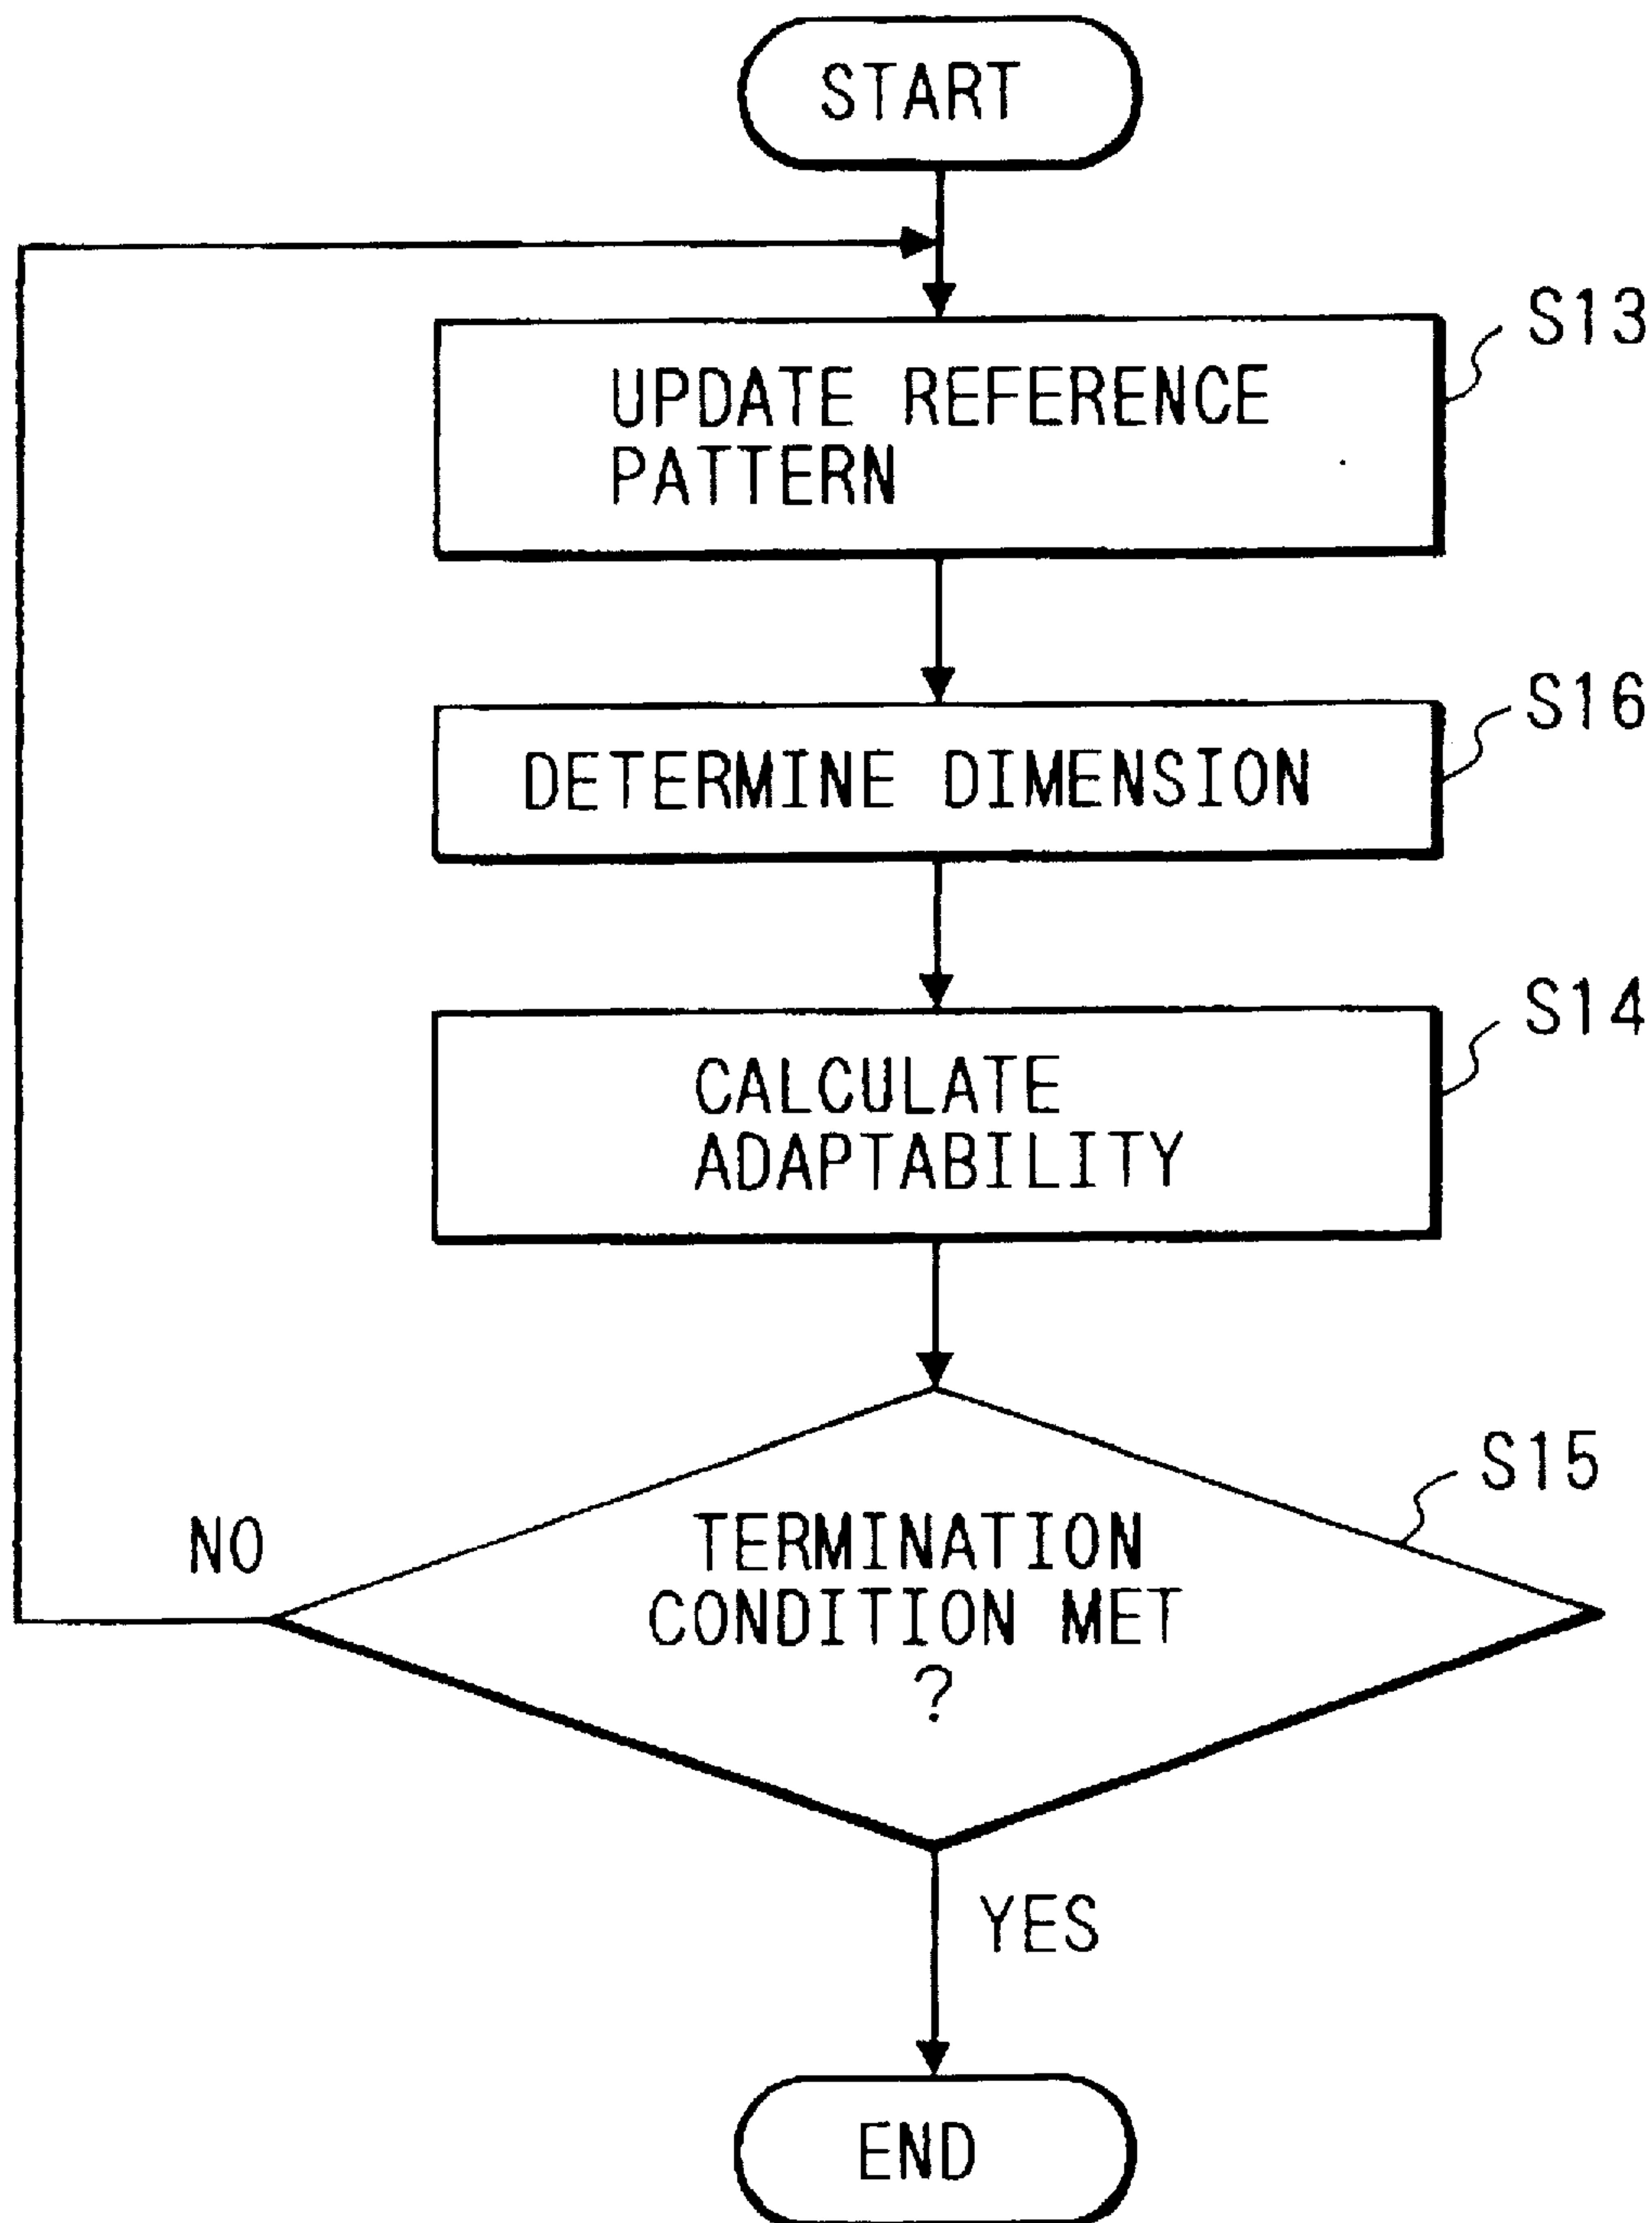 START
S13
UPDATE REFERENCE
PATTERN
S16
DETERMINE DIMENSION
S14
CALCULATE
ADAPTABILITY
S15
NO
TERMINATION
CONDITION MET
?
YES
END